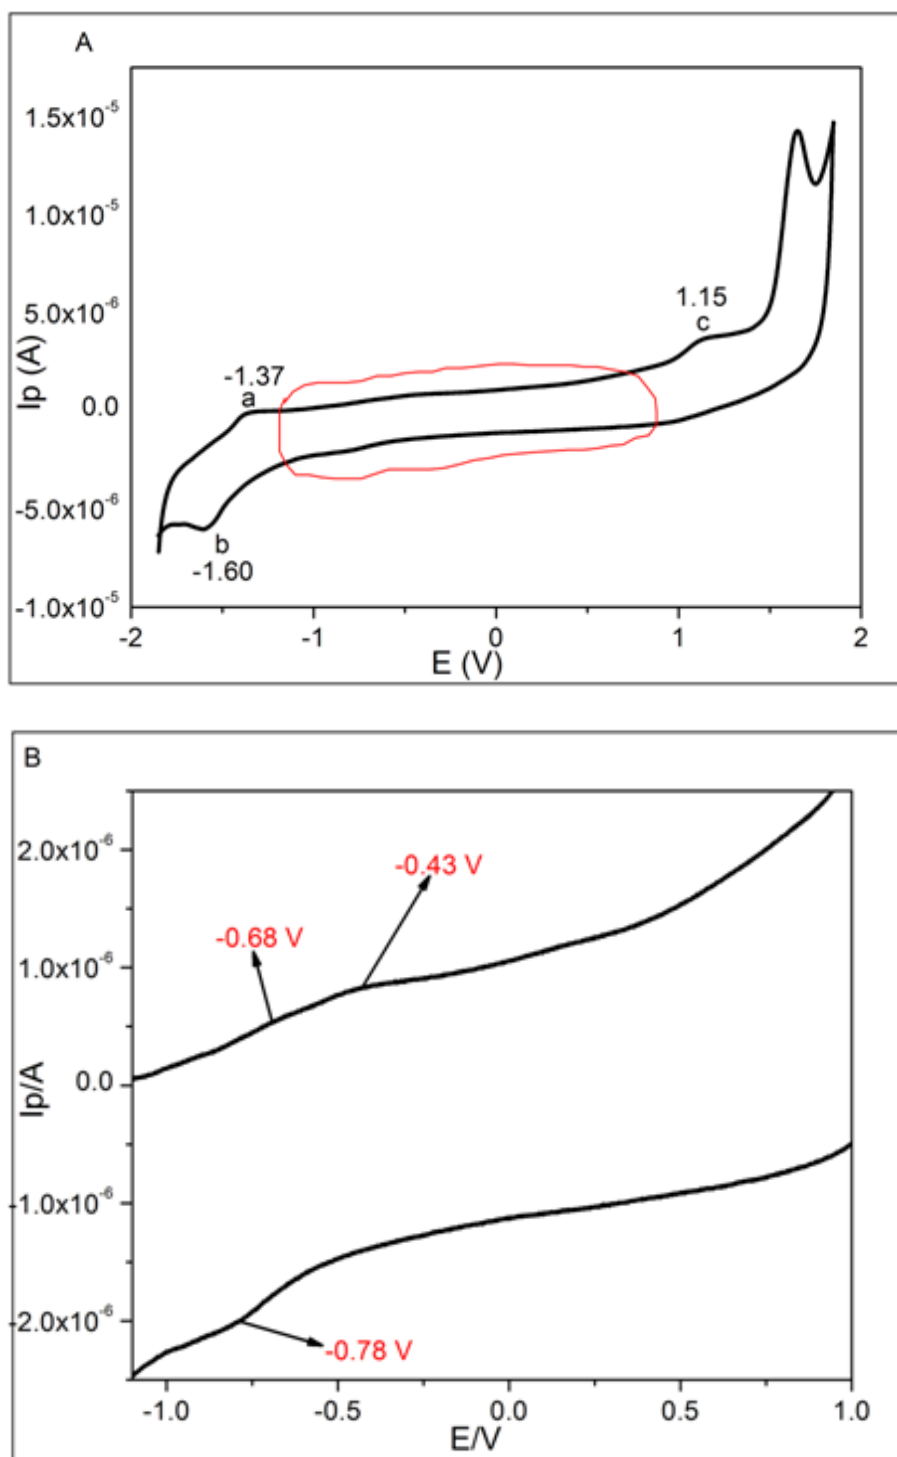 A
1.5x10⁻⁵
1.0x10⁻⁵
5.0x10⁻⁶
0.0
-5.0x10⁻⁶
-1.0x10⁻⁵
Ip (A)
-1.37
a
b
-1.60
1.15
c
-2
-1
0
1
2
E (V)
B
2.0x10⁻⁶
1.0x10⁻⁶
0.0
-1.0x10⁻⁶
-2.0x10⁻⁶
Ip/A
-0.43 V
-0.68 V
-0.78 V
-1.0
-0.5
0.0
0.5
1.0
E/V